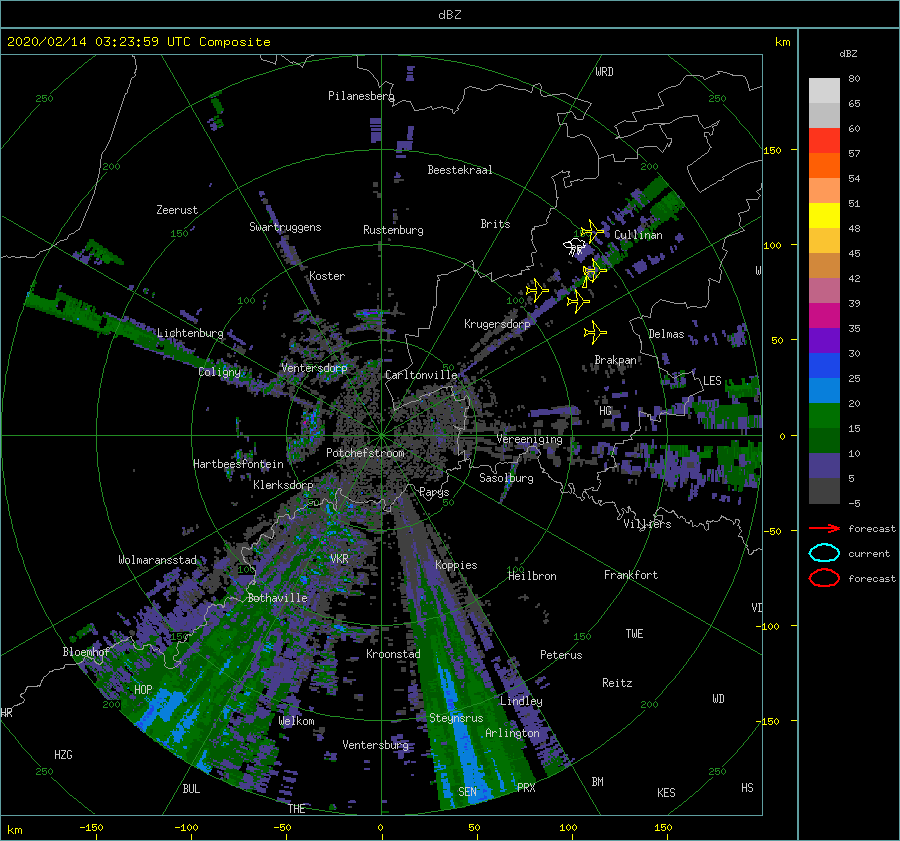 dBZ
2020/02/14 03:23:59 UTC Composite
km
dBZ
WRD
250
Pilanesberg
250
80
65
60
57
54
51
48
45
42
39
35
30
25
20
15
10
5
-5
150
200
Beestekraal
200
Zeerust
Swartruggens
150
Rustenburg
Brits
Cullinan
100
Koster
W
100
100
Krugersdorp
Lichtenburg
Delmas
50
Coligny
Ventersdorp
Carltonville
Brakpan
LES
HG
Vereeniging
0
Potchefstroom
Hartbeesfontein
Klerksdorp
Parys
Sasolburg
50
50
Villiers
-50
forecast
current
forecast
Wolmaransstad
VKR
100
Koppies
100
Heilbron
Frankfort
Bothaville
VI
-100
150
150
TWE
Bloemhof
Kroonstad
Peterus
HOP
Reitz
200
Lindley
200
WD
HR
Welkom
Steynsrus
-150
Arlington
HZG
Ventersburg
250
250
BUL
SEN
PRX
BM
KES
HS
THE
km
-150
-100
-50
0
50
100
150